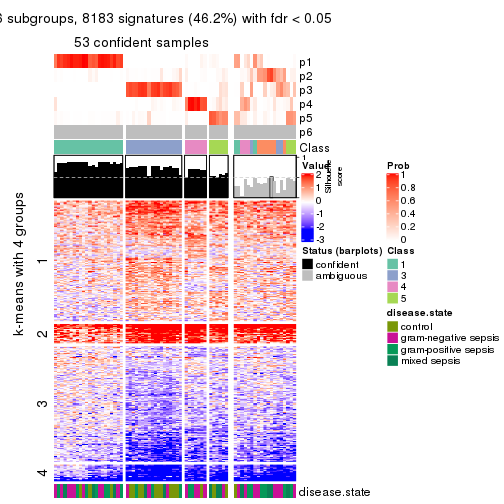 6 subgroups, 8183 signatures (46.2%) with fdr < 0.05
53 confident samples
p1
p2
p3
p4
p5
p6
Class
1
Silhouette
score
k-means with 4 groups
1
2
3
4
disease.state
Value
2
1
0
-1
-2
-3
Prob
1
0.8
0.6
0.4
0.2
0
Status (barplots)
confident
ambiguous
Class
1
3
4
5
disease.state
control
gram-negative sepsis
gram-positive sepsis
mixed sepsis